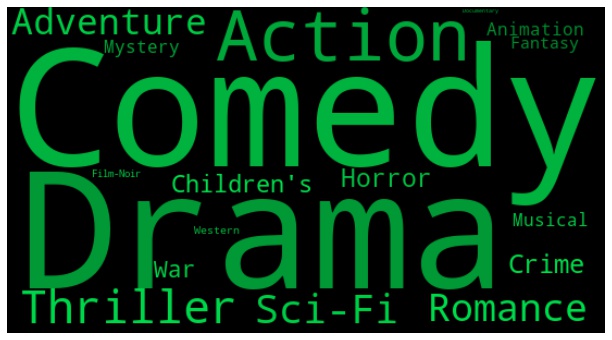 Documentary
Adventure
Action
Animation
Mystery
Fantasy
Comedy
Film-Noir
Children's
Horror
Drama
Musical
Western
War
Crime
Thriller
Sci-Fi
Romance